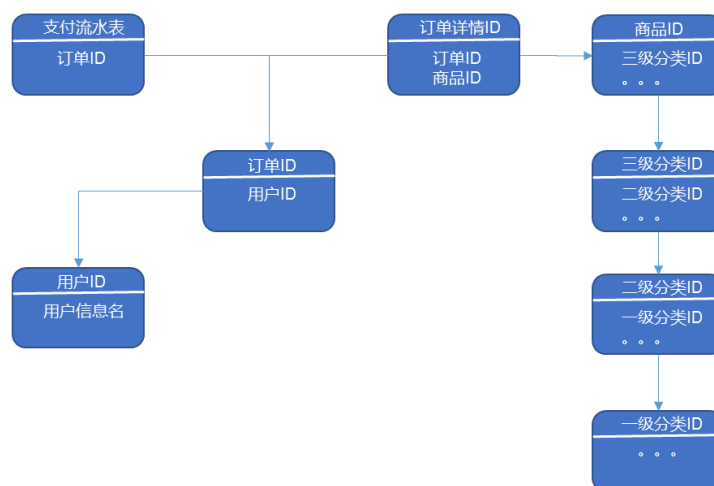 支付流水表
订单ID
订单详情ID
订单ID
商品ID
商品ID
三级分类ID
。。。
订单ID
用户ID
三级分类ID
二级分类ID
。。。
用户ID
用户信息名
二级分类ID
一级分类ID
。。。
一级分类ID
。。。